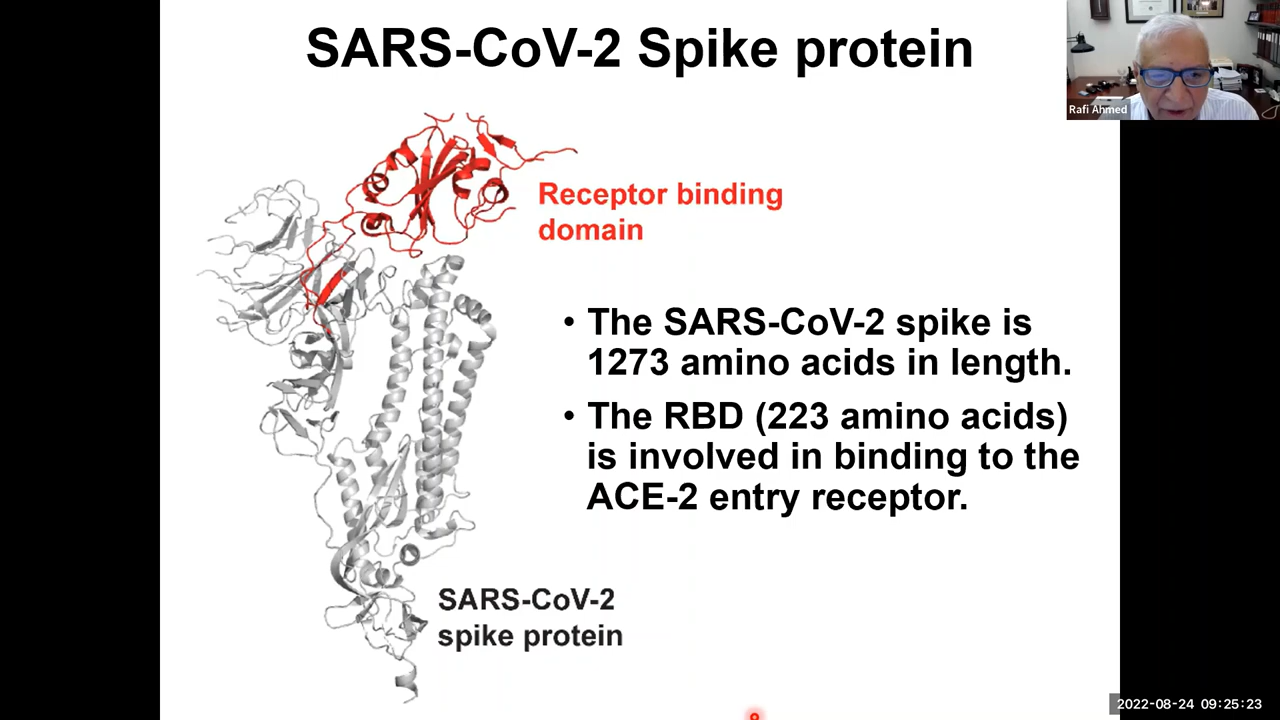 SARS-CoV-2 Spike protein
Rafi Ahmed
Receptor binding
domain
• The SARS-CoV-2 spike is
1273 amino acids in length.
• The RBD (223 amino acids)
is involved in binding to the
ACE-2 entry receptor.
SARS-CoV-2
spike protein
2022-08-24 09:25:23